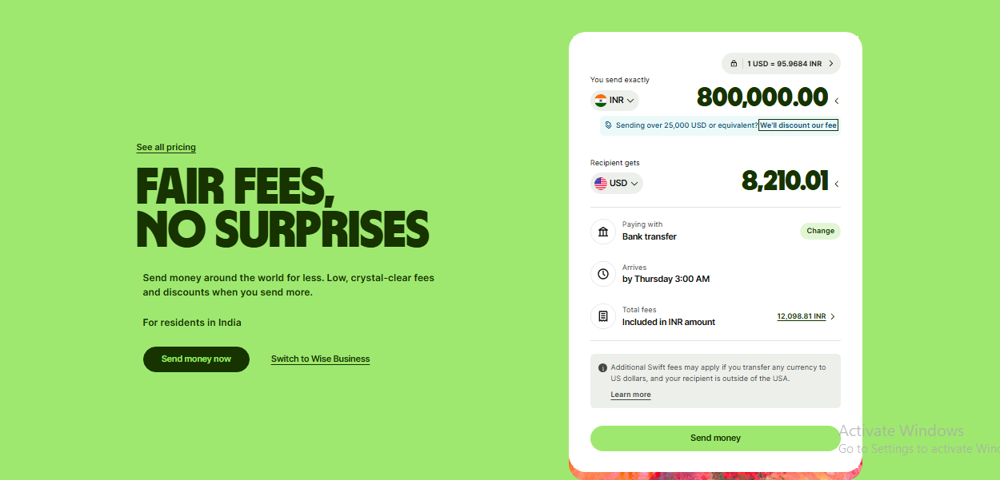 See all pricing
FAIR FEES,
NO SURPRISES
Send money around the world for less. Low, crystal-clear fees
and discounts when you send more.
For residents in India
Send money now
Switch to Wise Business
1 USD = 95.9684 INR
You send exactly
INR
800,000.00
Sending over 25,000 USD or equivalent? We'll discount our fee
Recipient gets
USD
8,210.01
Paying with
Bank transfer
Change
Arrives
by Thursday 3:00 AM
Total fees
Included in INR amount
12,098.81 INR
Additional Swift fees may apply if you transfer any currency to
US dollars, and your recipient is outside of the USA.
Learn more
Send money
Activate Windows
Go to Settings to activate Wind